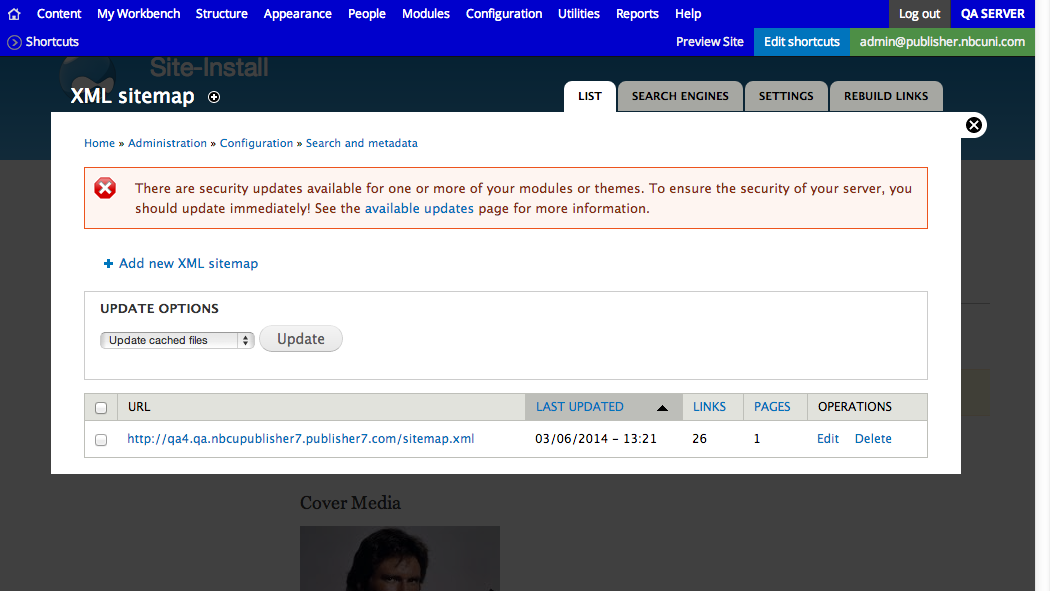 Content My Workbench Structure Appearance People Modules Configuration Utilities Reports Help Log out QA SERVER
Shortcuts Preview Site Edit shortcuts admin@publisher.nbcuni.com
Site-Install
XML sitemap LIST SEARCH ENGINES SETTINGS REBUILD LINKS
Home » Administration » Configuration » Search and metadata
There are security updates available for one or more of your modules or themes. To ensure the security of your server, you
should update immediately! See the available updates page for more information.
Add new XML sitemap
UPDATE OPTIONS
Update cached files Update
URL LAST UPDATED LINKS PAGES OPERATIONS
http://qa4.qa.nbcupublisher7.publisher7.com/sitemap.xml 03/06/2014 - 13:21 26 1 Edit Delete
Cover Media